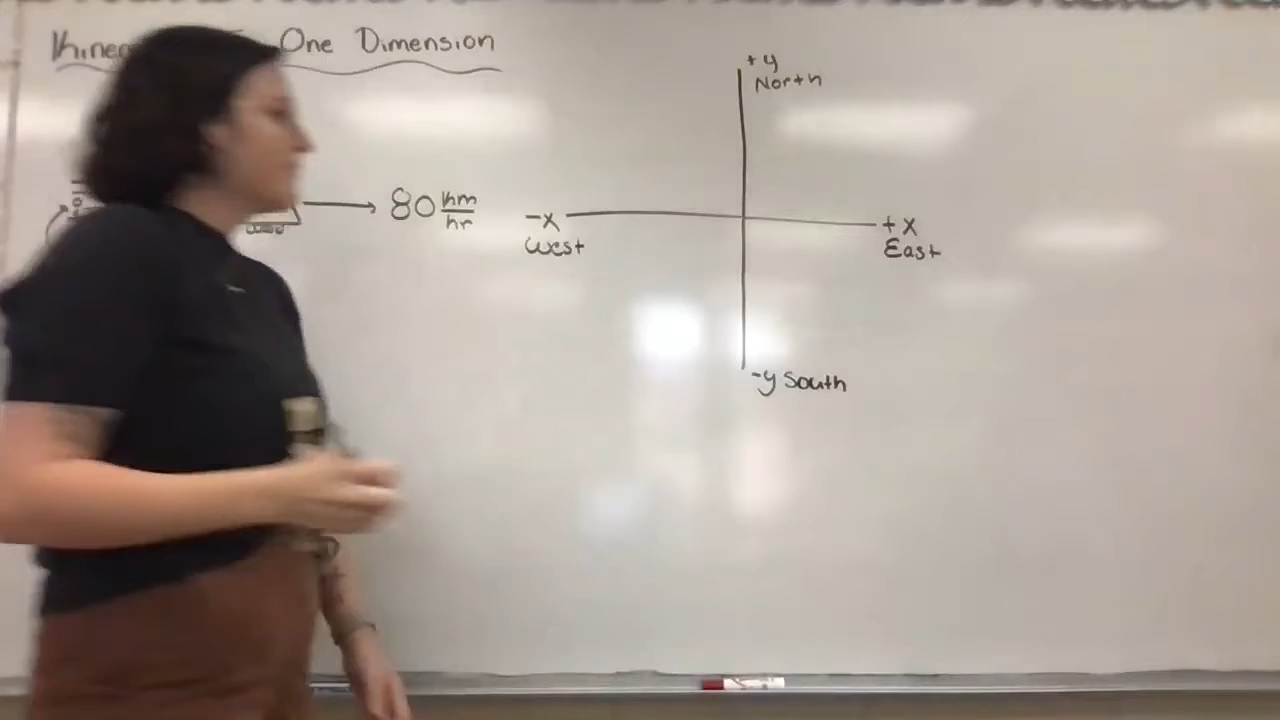 One Dimension
+y
North
80 km/hr
-x
West
+x
East
-y South